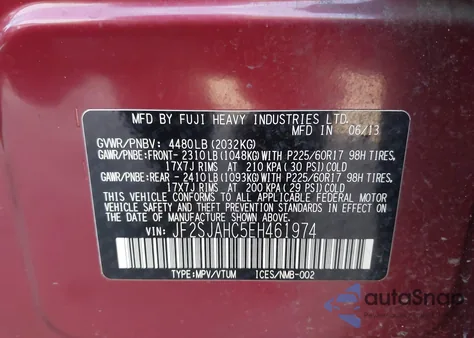 MFD BY FUJI HEAVY INDUSTRIES LTD.
MFD IN 06/13
GVWR/PNBV: 4480LB(2032KG)
GAWR/PNBE:FRONT- 2310LB(1048KG)WITH P225/60R17 98H TIRES,
17X7J RIMS AT 210 KPA( 30 PSI)COLD
GAWR/PNBE:REAR - 2410LB(1093KG)WITH P225/60R17 98H TIRES,
17X7J RIMS AT 200 KPA( 29 PSI)COLD
THIS VEHICLE CONFORMS TO ALL APPLICABLE FEDERAL MOTOR
VEHICLE SAFETY AND THEFT PREVENTION STANDARDS IN EFFECT
ON THE DATE OF MANUFACTURE SHOWN ABOVE.
VIN: JF2SJAHC5EH461974
TYPE:MPV/VTUM ICES/NMB-002
autoSnap